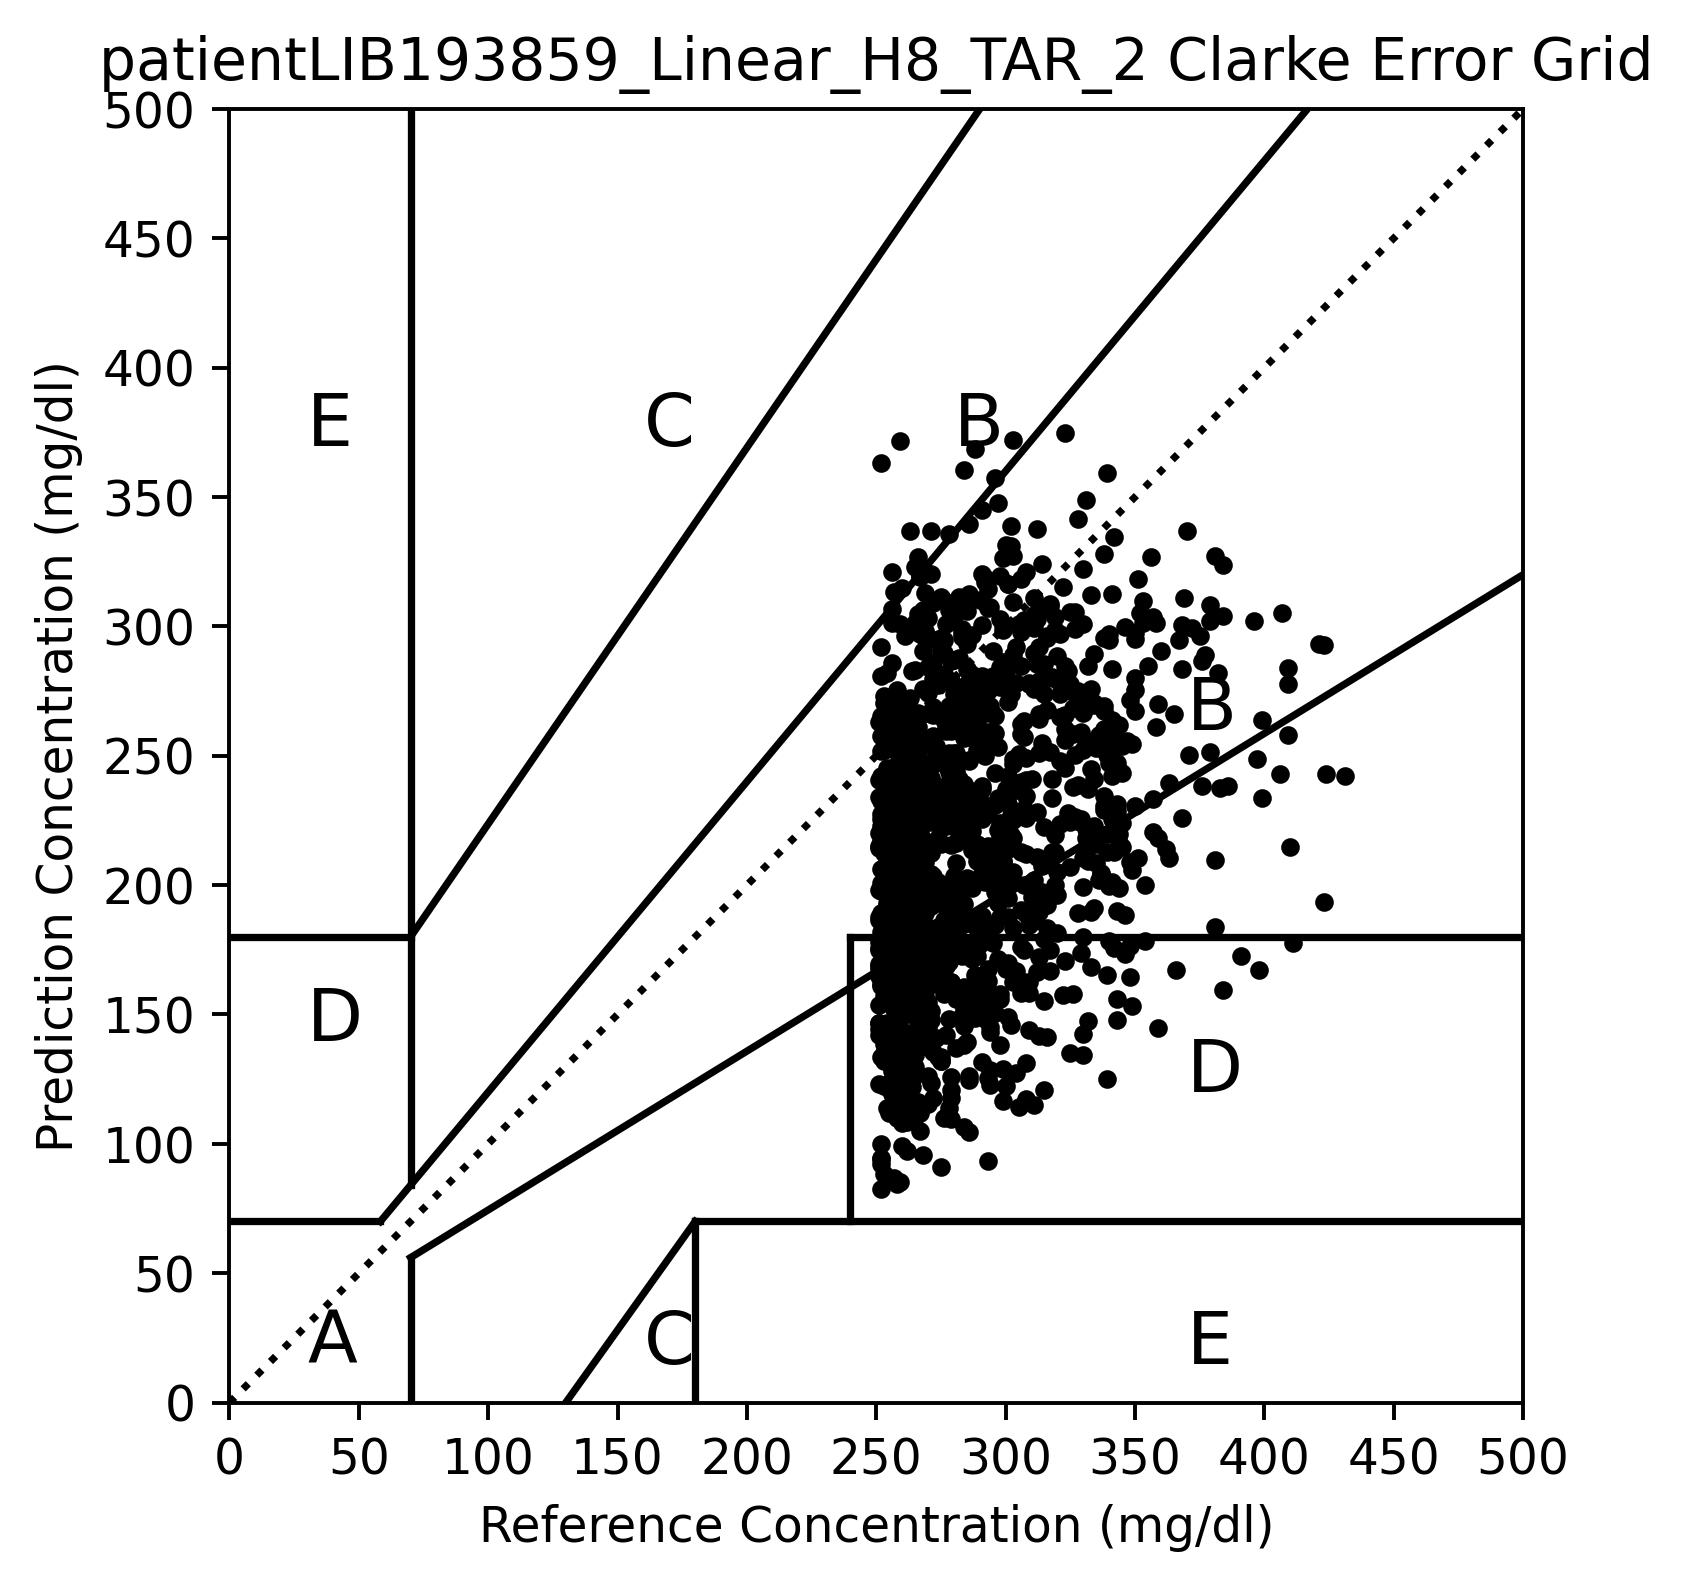 patientLIB193859_Linear_H8_TAR_2 Clarke Error Grid
500
450
400
350
300
250
200
150
100
50
0
Prediction Concentration (mg/dl)
E
C
B
B
D
D
A
C
E
0 50 100 150 200 250 300 350 400 450 500
Reference Concentration (mg/dl)